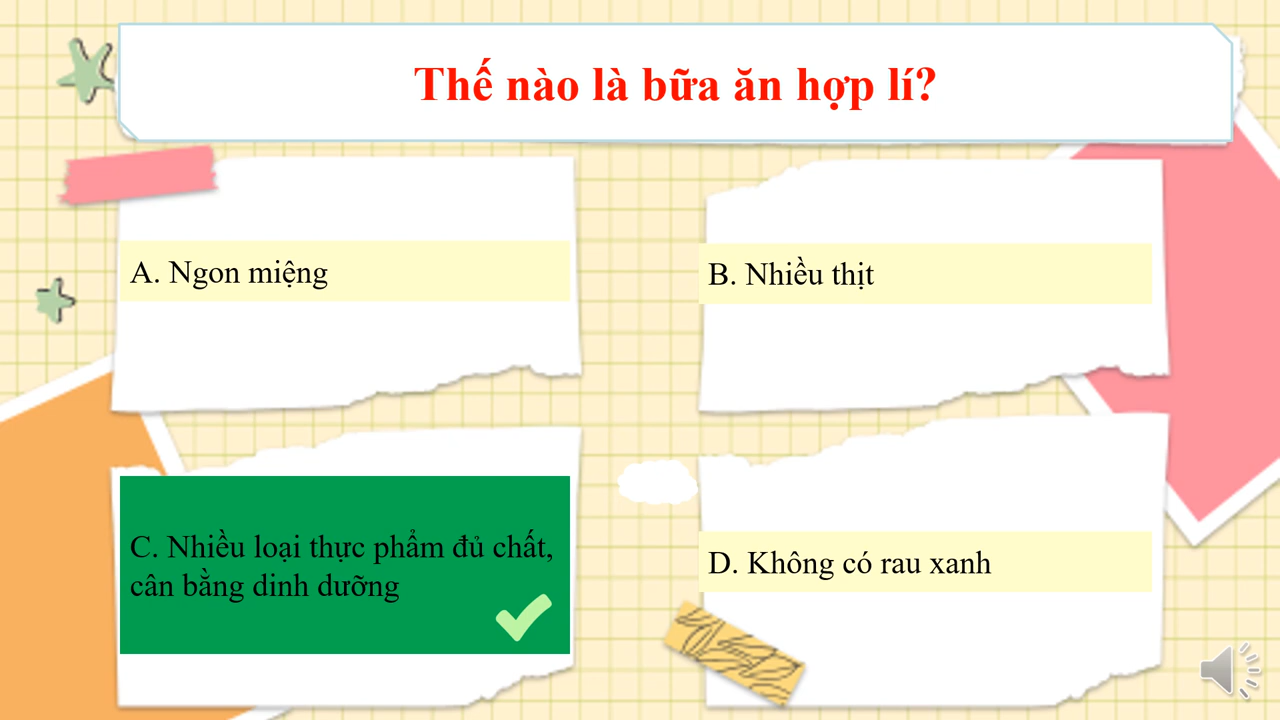 Thế nào là bữa ăn hợp lí?
A. Ngon miệng
B. Nhiều thịt
C. Nhiều loại thực phẩm đủ chất,
cân bằng dinh dưỡng
D. Không có rau xanh